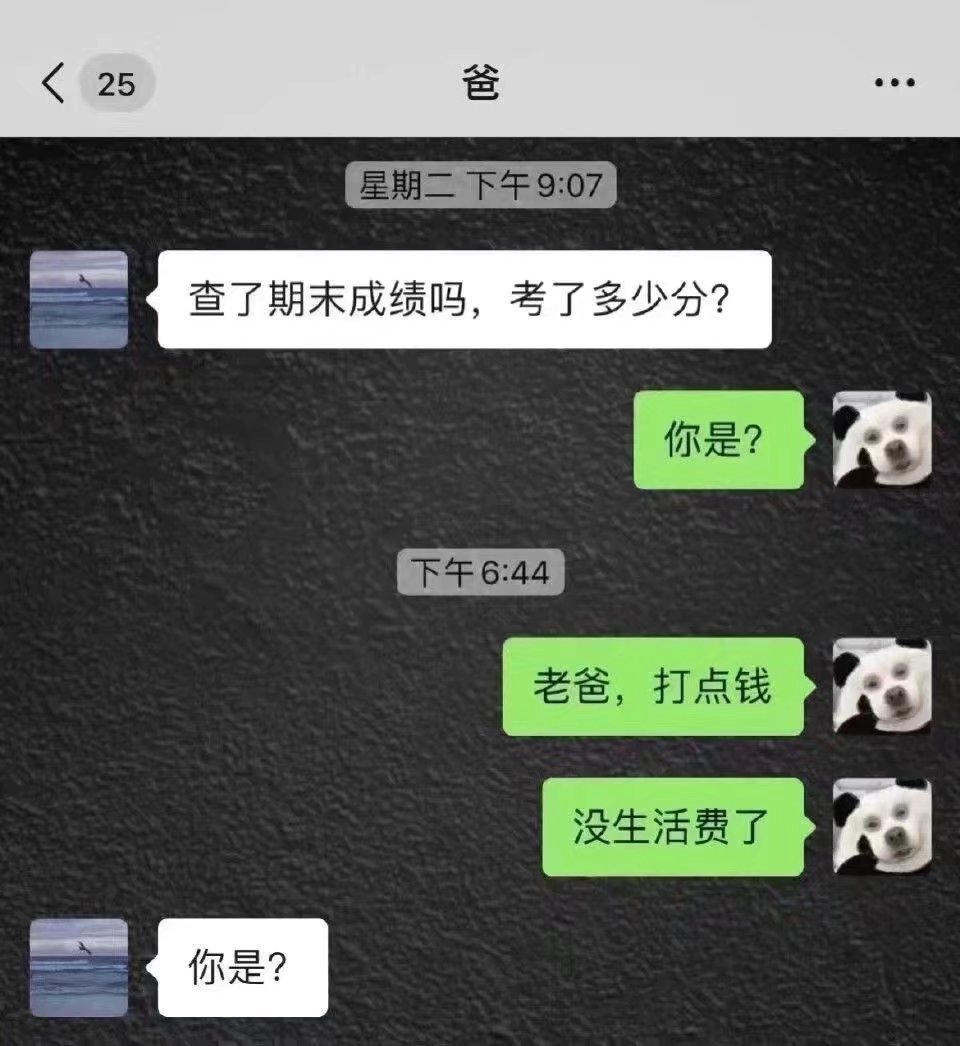 25
爸
星期二 下午 9:07
查了期末成绩吗，考了多少分？
你是？
下午 6:44
老爸，打点钱
没生活费了
你是？